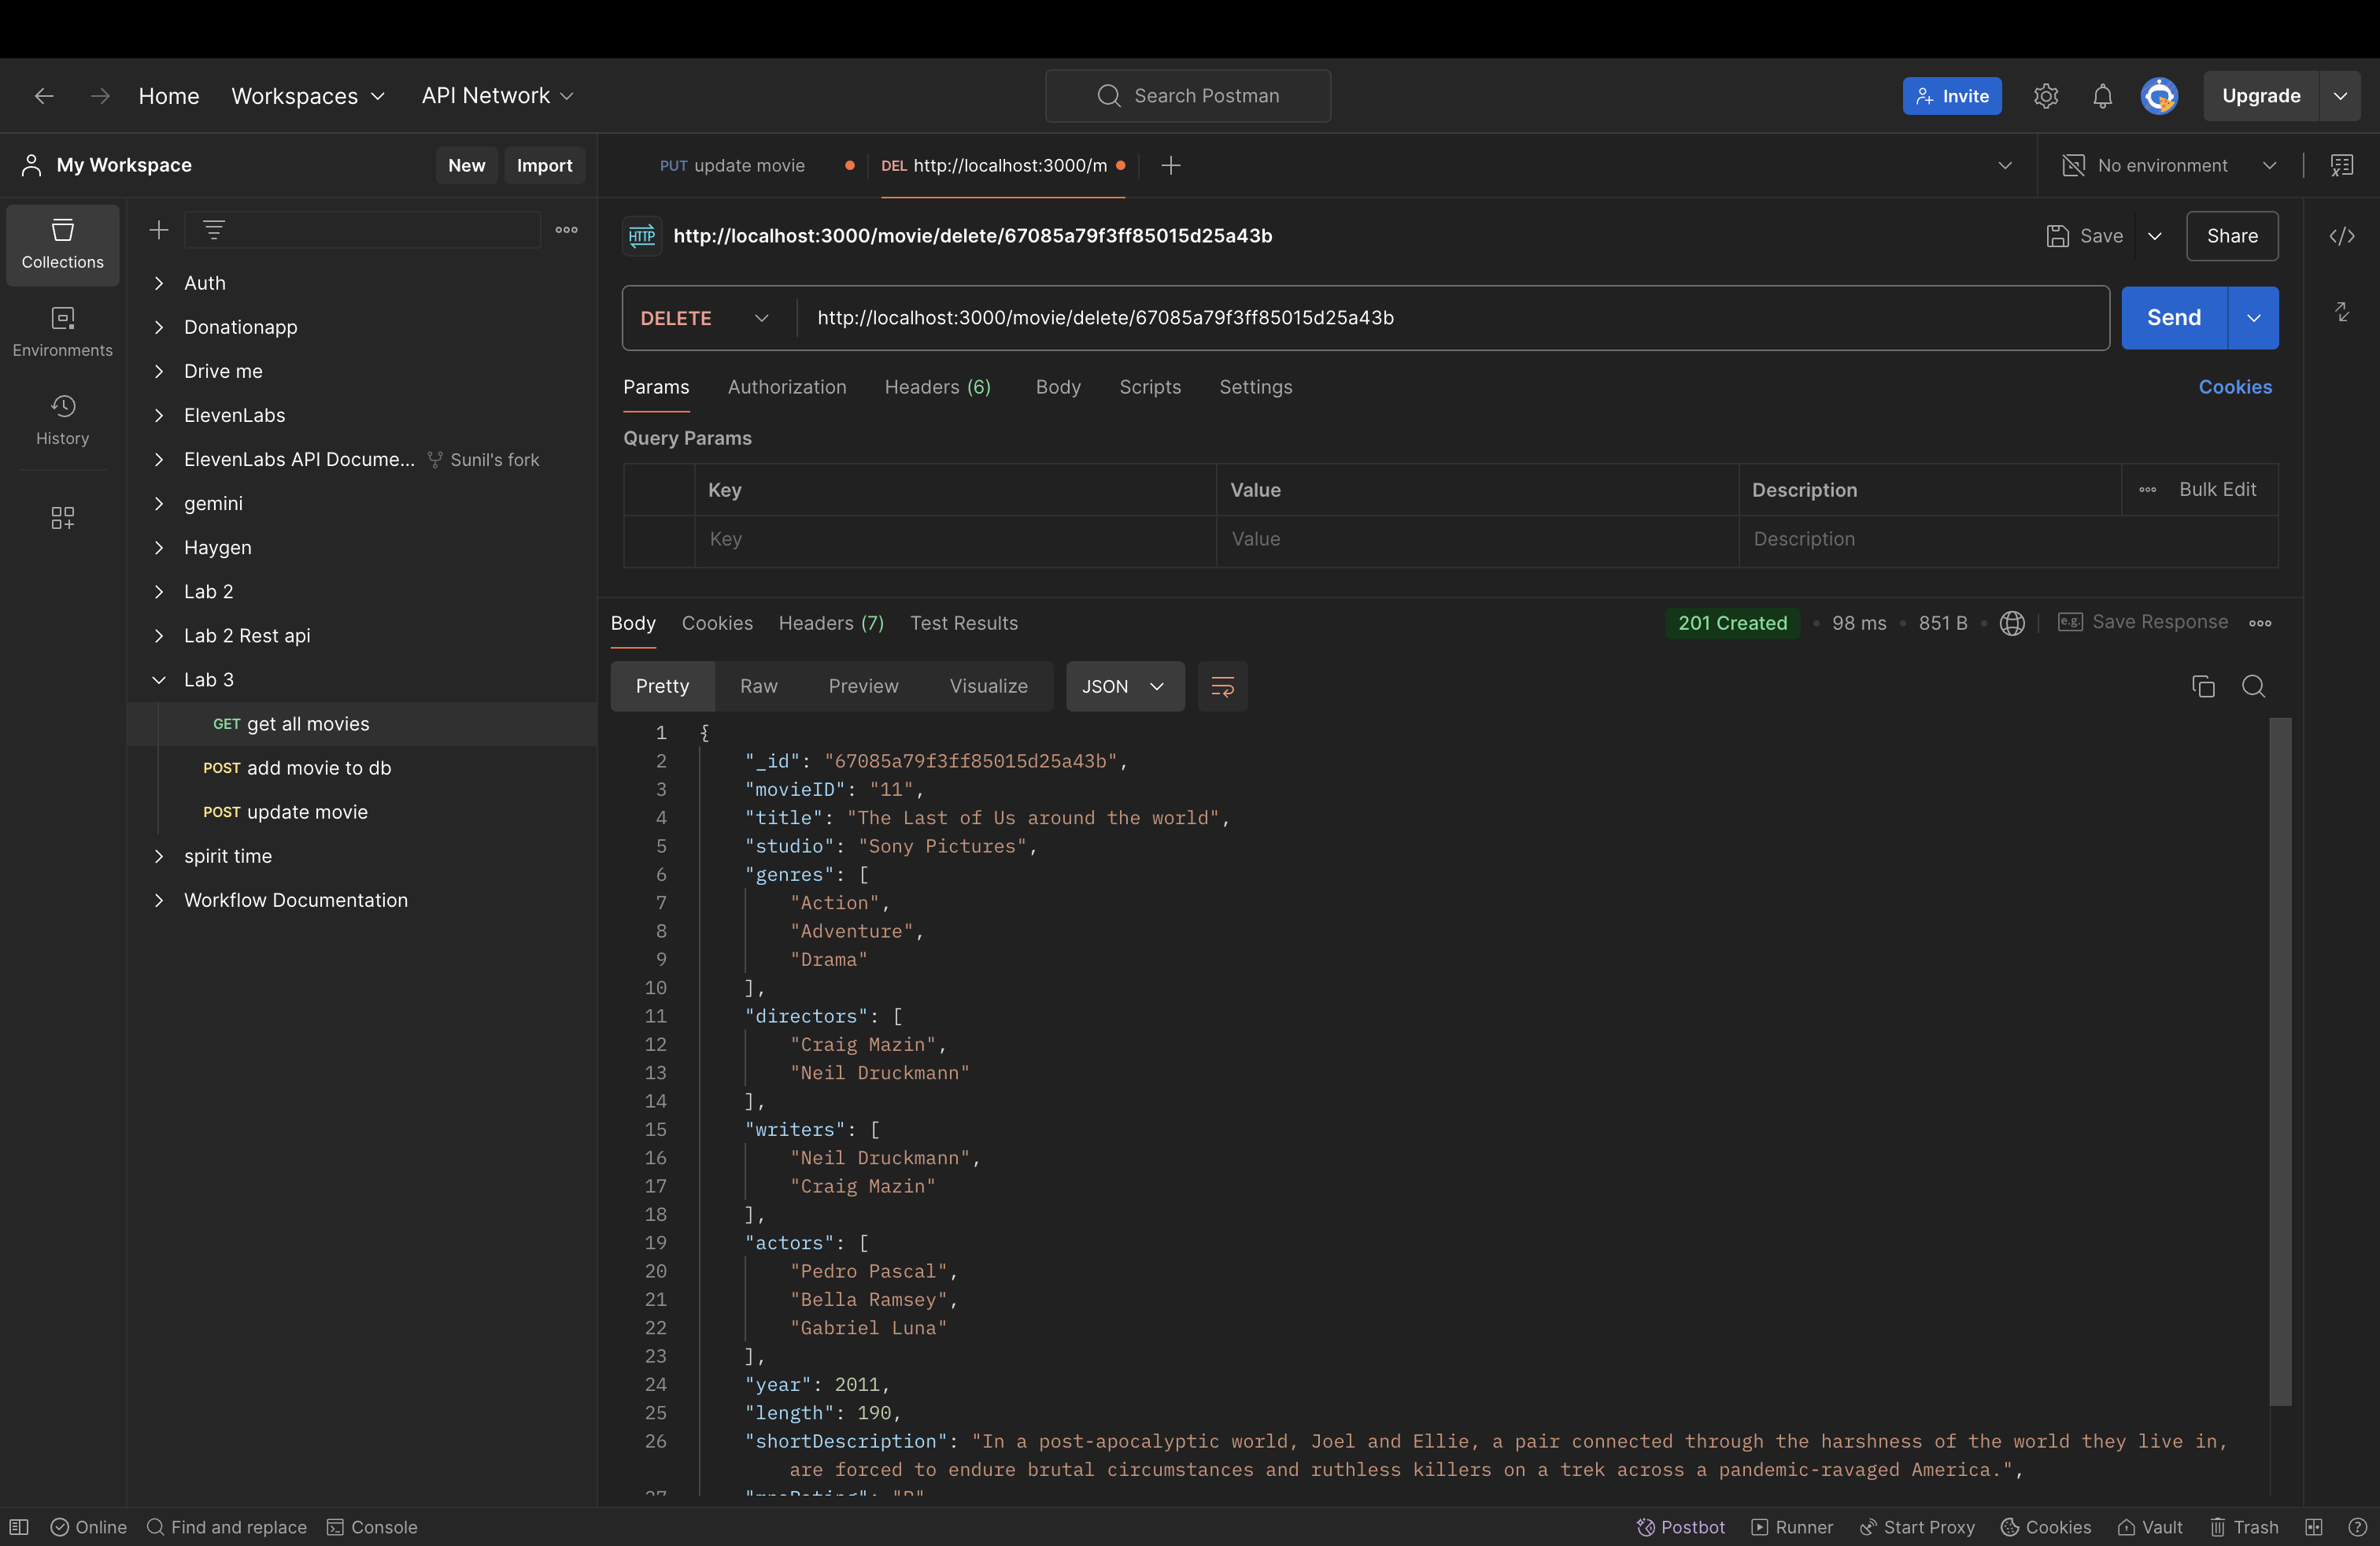 Home Workspaces API Network Search Postman Invite Upgrade
My Workspace New Import PUT update movie DEL http://localhost:3000/m No environment
Collections
Environments
History
Auth
Donationapp
Drive me
ElevenLabs
ElevenLabs API Docume... Sunil's fork
gemini
Haygen
Lab 2
Lab 2 Rest api
Lab 3
GET get all movies
POST add movie to db
POST update movie
spirit time
Workflow Documentation
HTTP http://localhost:3000/movie/delete/67085a79f3ff85015d25a43b Save Share
DELETE http://localhost:3000/movie/delete/67085a79f3ff85015d25a43b Send
Params Authorization Headers (6) Body Scripts Settings Cookies
Query Params
Key Value Description Bulk Edit
Key Value Description
Body Cookies Headers (7) Test Results 201 Created 98 ms 851 B e.g. Save Response
Pretty Raw Preview Visualize JSON
1 {
2 "_id": "67085a79f3ff85015d25a43b",
3 "movieID": "11",
4 "title": "The Last of Us around the world",
5 "studio": "Sony Pictures",
6 "genres": [
7 "Action",
8 "Adventure",
9 "Drama"
10 ],
11 "directors": [
12 "Craig Mazin",
13 "Neil Druckmann"
14 ],
15 "writers": [
16 "Neil Druckmann",
17 "Craig Mazin"
18 ],
19 "actors": [
20 "Pedro Pascal",
21 "Bella Ramsey",
22 "Gabriel Luna"
23 ],
24 "year": 2011,
25 "length": 190,
26 "shortDescription": "In a post-apocalyptic world, Joel and Ellie, a pair connected through the harshness of the world they live in,
are forced to endure brutal circumstances and ruthless killers on a trek across a pandemic-ravaged America.",
Online Find and replace Console Postbot Runner Start Proxy Cookies Vault Trash